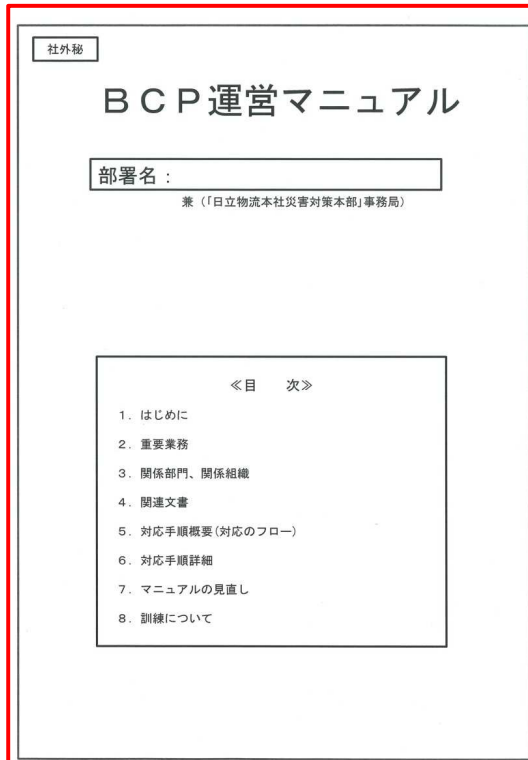 社外秘
BCP運営マニュアル
部署名：
兼（「日立物流本社災害対策本部」事務局）
≪目　次≫
1．はじめに
2．重要業務
3．関係部門、関係組織
4．関連文書
5．対応手順概要(対応のフロー)
6．対応手順詳細
7．マニュアルの見直し
8．訓練について